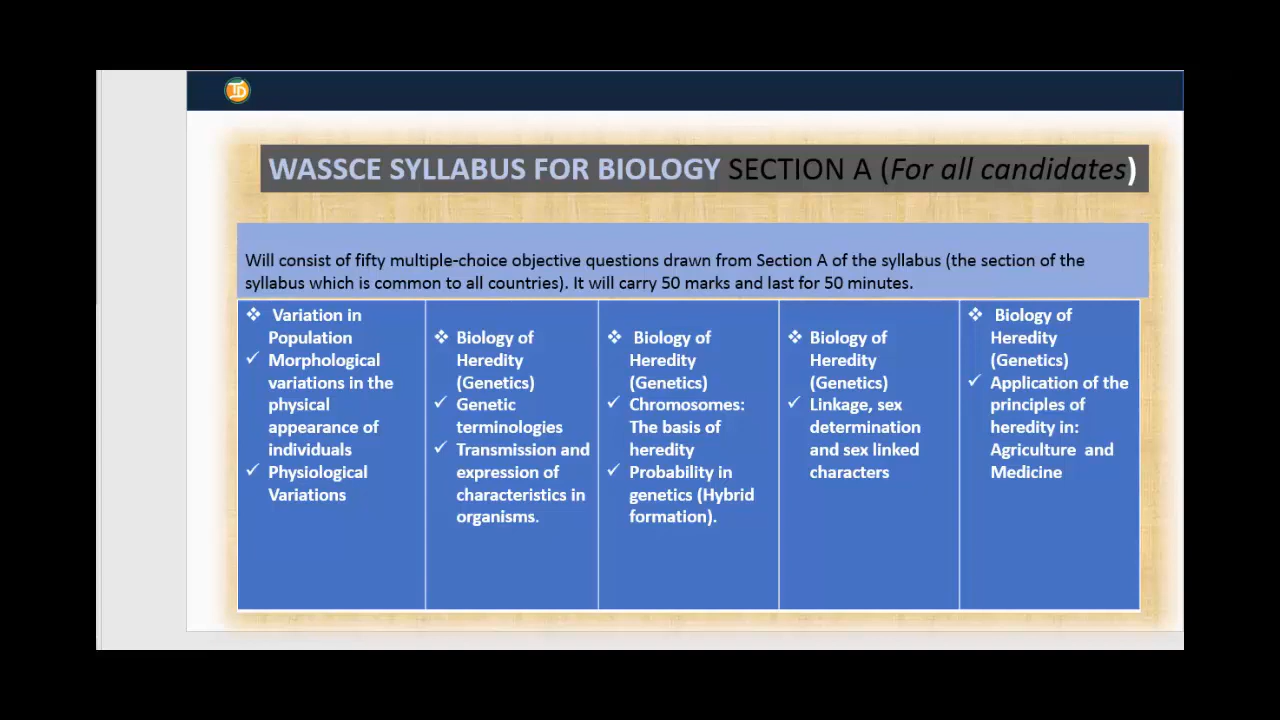 TD
WASSCE SYLLABUS FOR BIOLOGY SECTION A (For all candidates)
Will consist of fifty multiple-choice objective questions drawn from Section A of the syllabus (the section of the
syllabus which is common to all countries). It will carry 50 marks and last for 50 minutes.
❖ Variation in
Population
✓ Morphological
variations in the
physical
appearance of
individuals
✓ Physiological
Variations
❖ Biology of
Heredity
(Genetics)
✓ Genetic
terminologies
✓ Transmission and
expression of
characteristics in
organisms.
❖ Biology of
Heredity
(Genetics)
✓ Chromosomes:
The basis of
heredity
✓ Probability in
genetics (Hybrid
formation).
❖ Biology of
Heredity
(Genetics)
✓ Linkage, sex
determination
and sex linked
characters
❖ Biology of
Heredity
(Genetics)
✓ Application of the
principles of
heredity in:
Agriculture and
Medicine